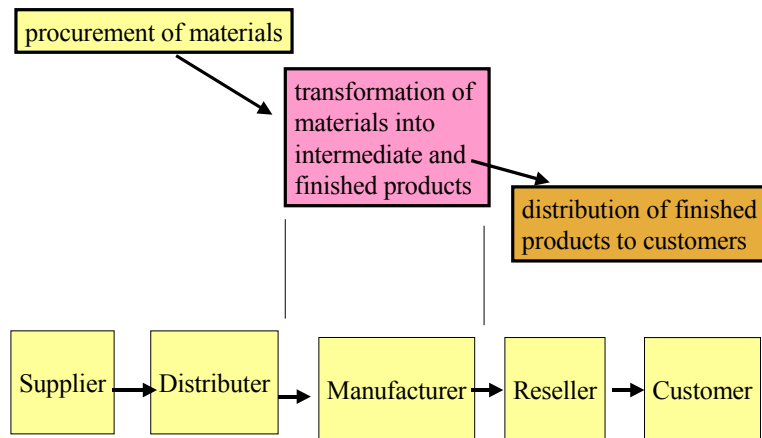 procurement of materials
transformation of
materials into
intermediate and
finished products
distribution of finished
products to customers
Supplier
Distributer
Manufacturer
Reseller
Customer